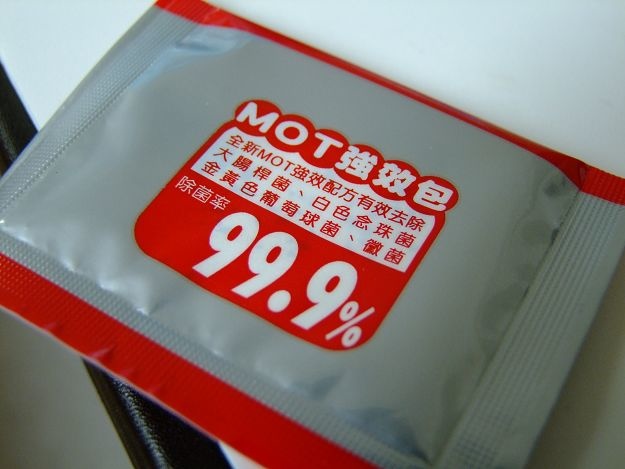 MOT強效包
全新MOT強效配方有效去除
大腸桿菌、白色念珠菌
金黃色葡萄球菌、黴菌
除菌率
99.9%